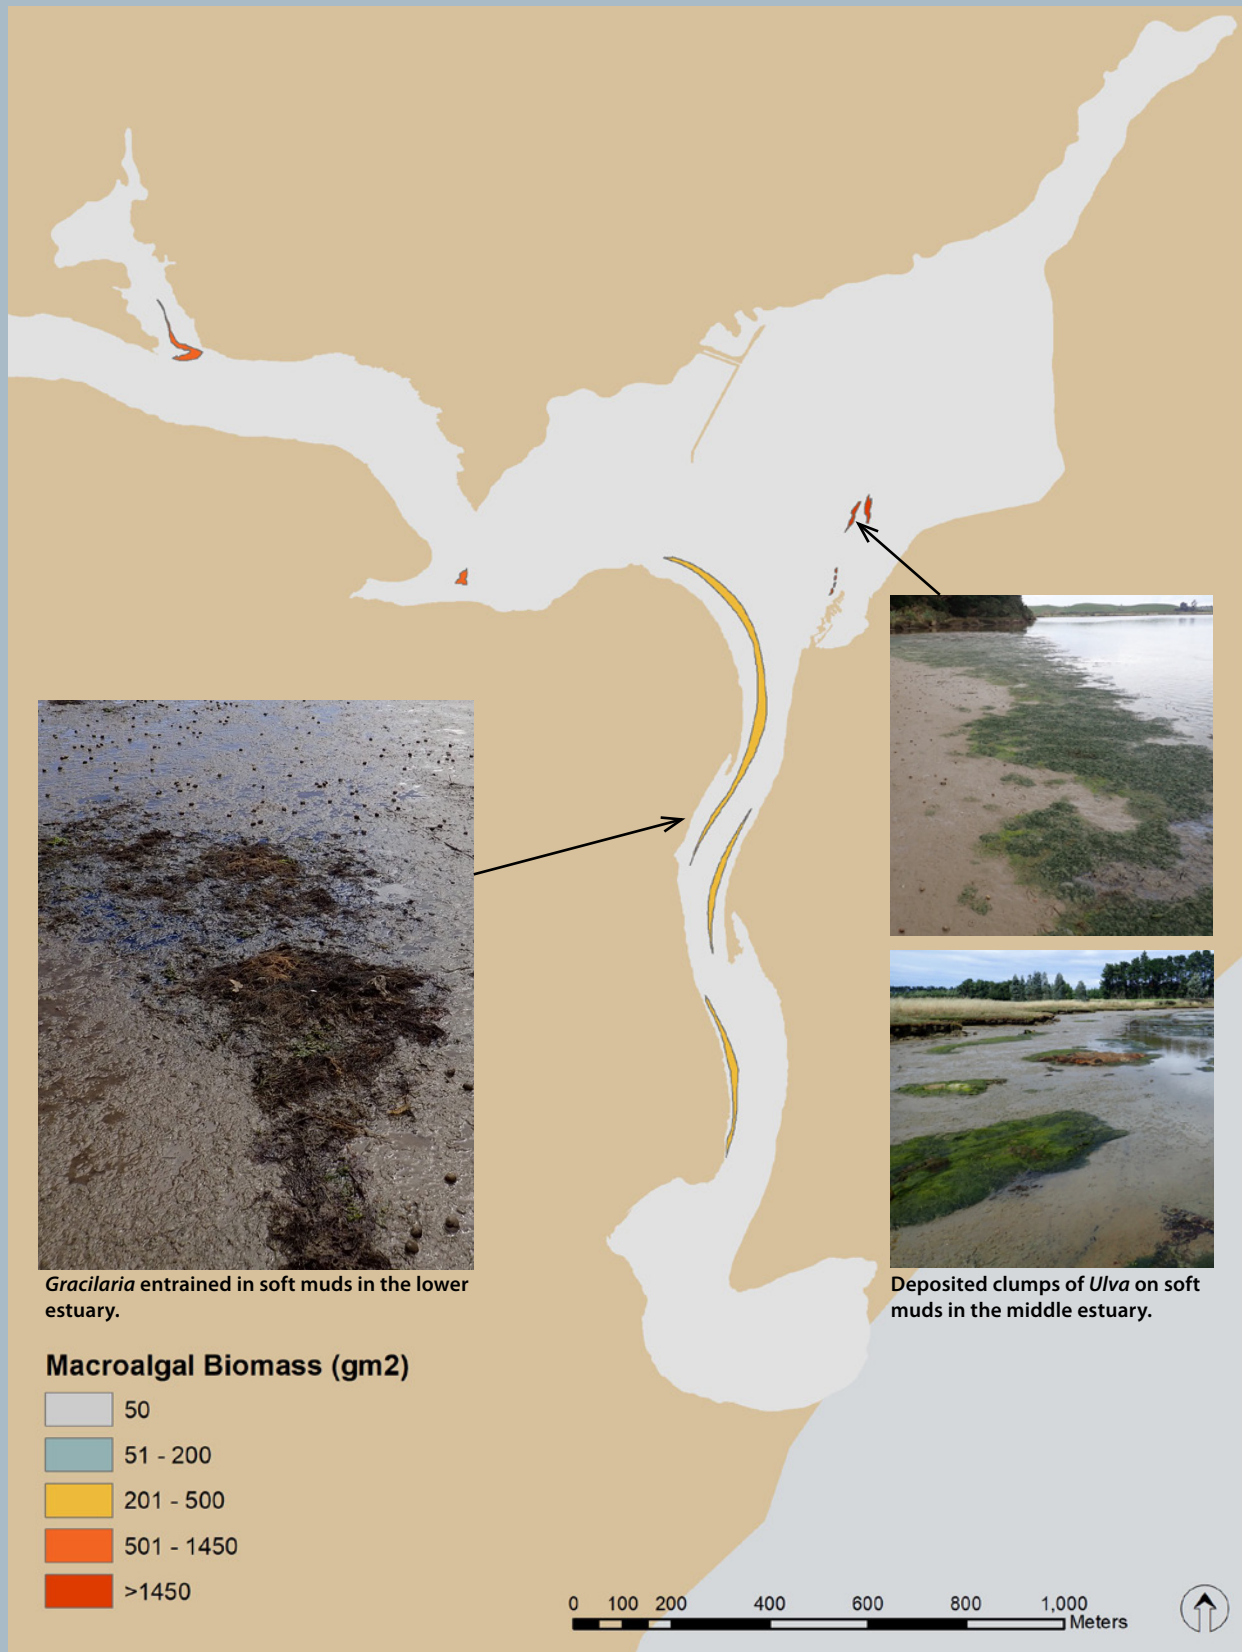 Gracilaria entrained in soft muds in the lower
estuary.
Deposited clumps of Ulva on soft
muds in the middle estuary.
Macroalgal Biomass (gm2)
50
51 - 200
201 - 500
501 - 1450
>1450
0 100 200 400 600 800 1,000
Meters